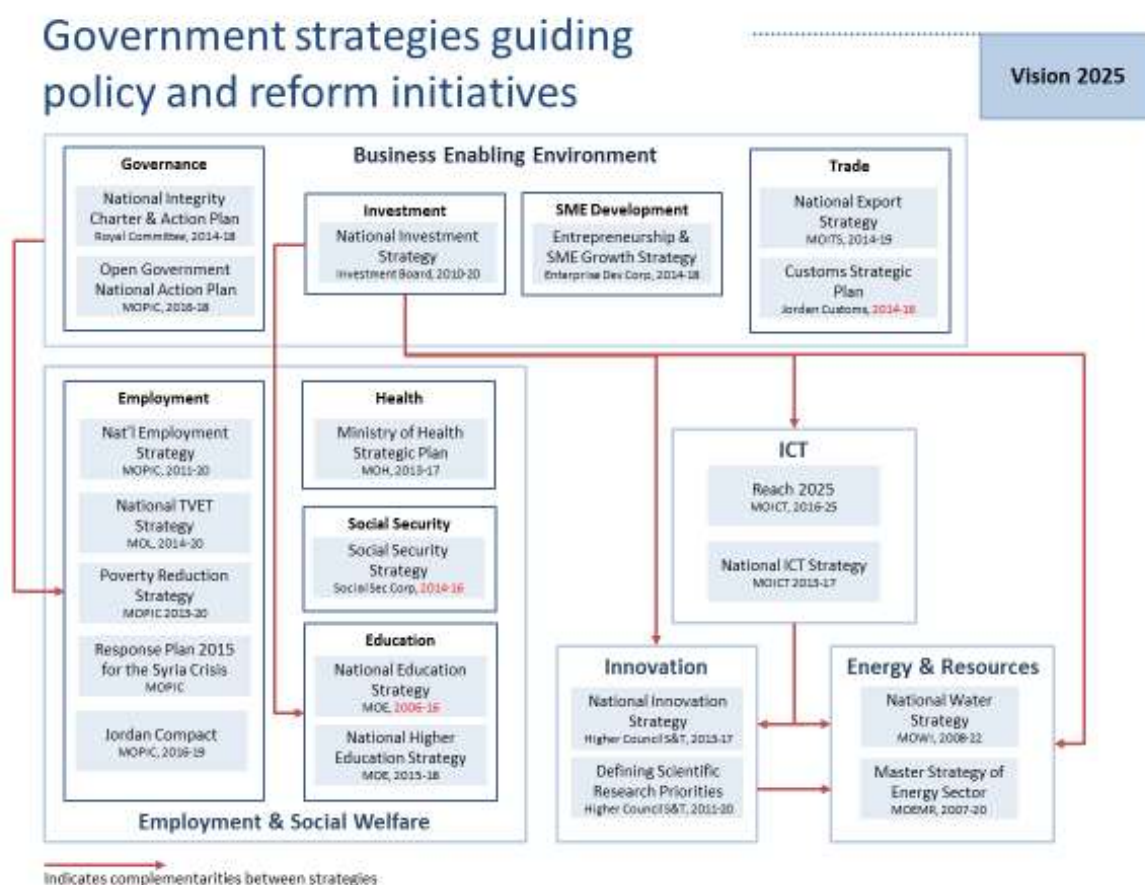 Government strategies guiding
policy and reform initiatives
Vision 2025
Business Enabling Environment
Governance
National Integrity
Charter & Action Plan
Royal Committee, 2014-18
Open Government
National Action Plan
MOPIC, 2016-18
Investment
National Investment
Strategy
Investment Board, 2010-20
SME Development
Entrepreneurship &
SME Growth Strategy
Enterprise Dev Corp, 2014-18
Trade
National Export
Strategy
MOITS, 2014-19
Customs Strategic
Plan
Jordan Customs,
Employment
Nat'l Employment
Strategy
MOPIC, 2011-20
National TVET
Strategy
MOL, 2014-20
Poverty Reduction
Strategy
MOPIC 2013-20
Response Plan 2015
for the Syria Crisis
MOPIC
Jordan Compact
MOPIC, 2016-19
Health
Ministry of Health
Strategic Plan
MOH, 2013-17
Social Security
Social Security
Strategy
Social Sec Corp, 2014-16
Education
National Education
Strategy
MOE, 2006-16
National Higher
Education Strategy
MOE, 2015-18
Employment & Social Welfare
ICT
Reach 2025
MOICT, 2016-25
National ICT Strategy
MOICT 2013-17
Innovation
National Innovation
Strategy
Higher Council S&T, 2013-17
Defining Scientific
Research Priorities
Higher Council S&T, 2011-20
Energy & Resources
National Water
Strategy
MOWI, 2008-22
Master Strategy of
Energy Sector
MOEMR, 2007-20
Indicates complementarities between strategies